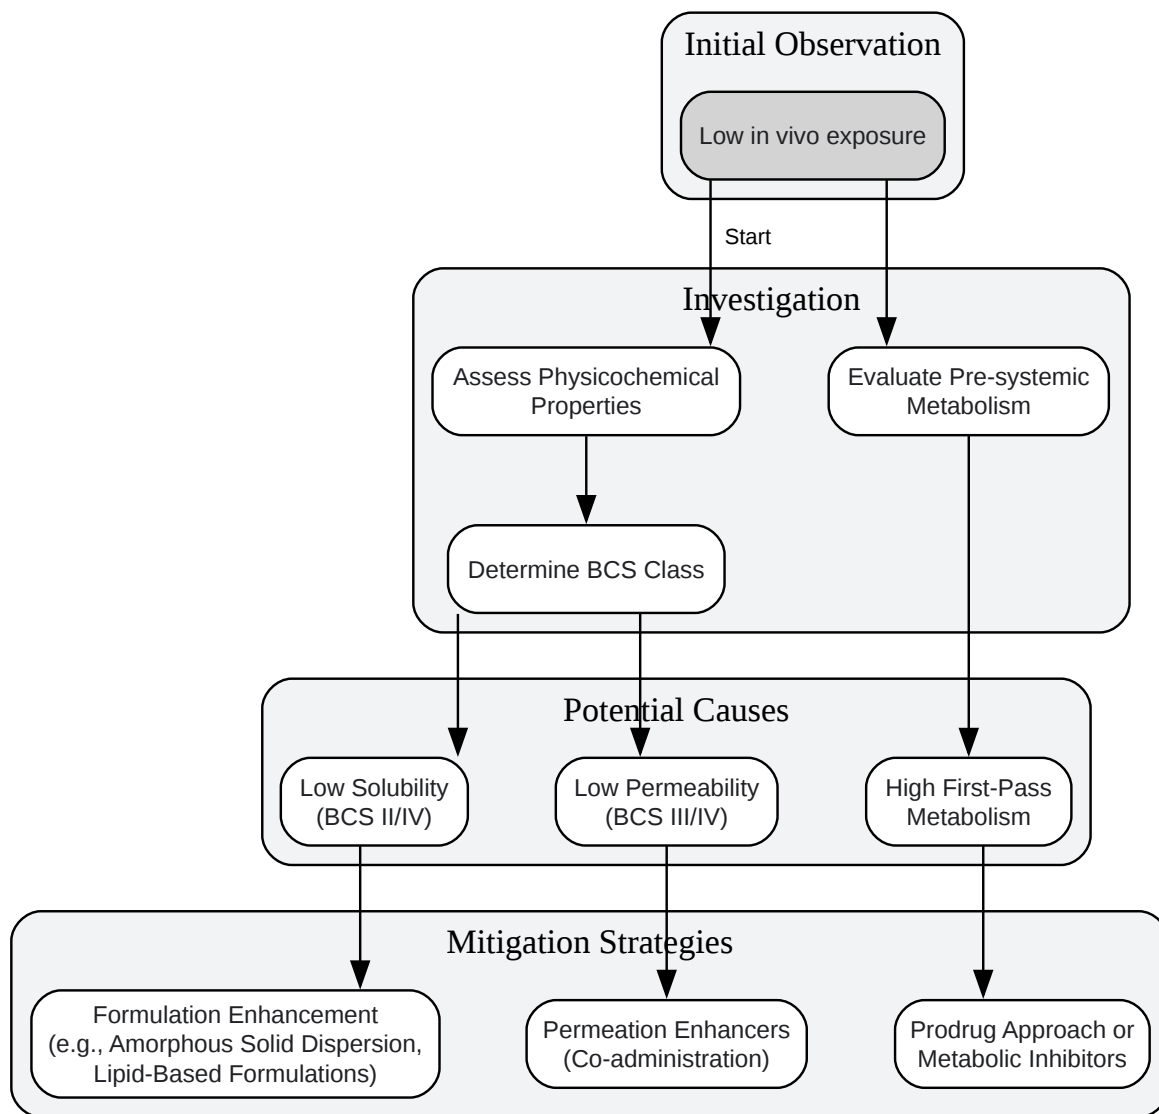 Initial Observation
Low in vivo exposure
Start
Investigation
Assess Physicochemical
Properties
Evaluate Pre-systemic
Metabolism
Determine BCS Class
Potential Causes
Low Solubility
(BCS II/IV)
Low Permeability
(BCS III/IV)
High First-Pass
Metabolism
Mitigation Strategies
Formulation Enhancement
(e.g., Amorphous Solid Dispersion,
Lipid-Based Formulations)
Permeation Enhancers
(Co-administration)
Prodrug Approach or
Metabolic Inhibitors